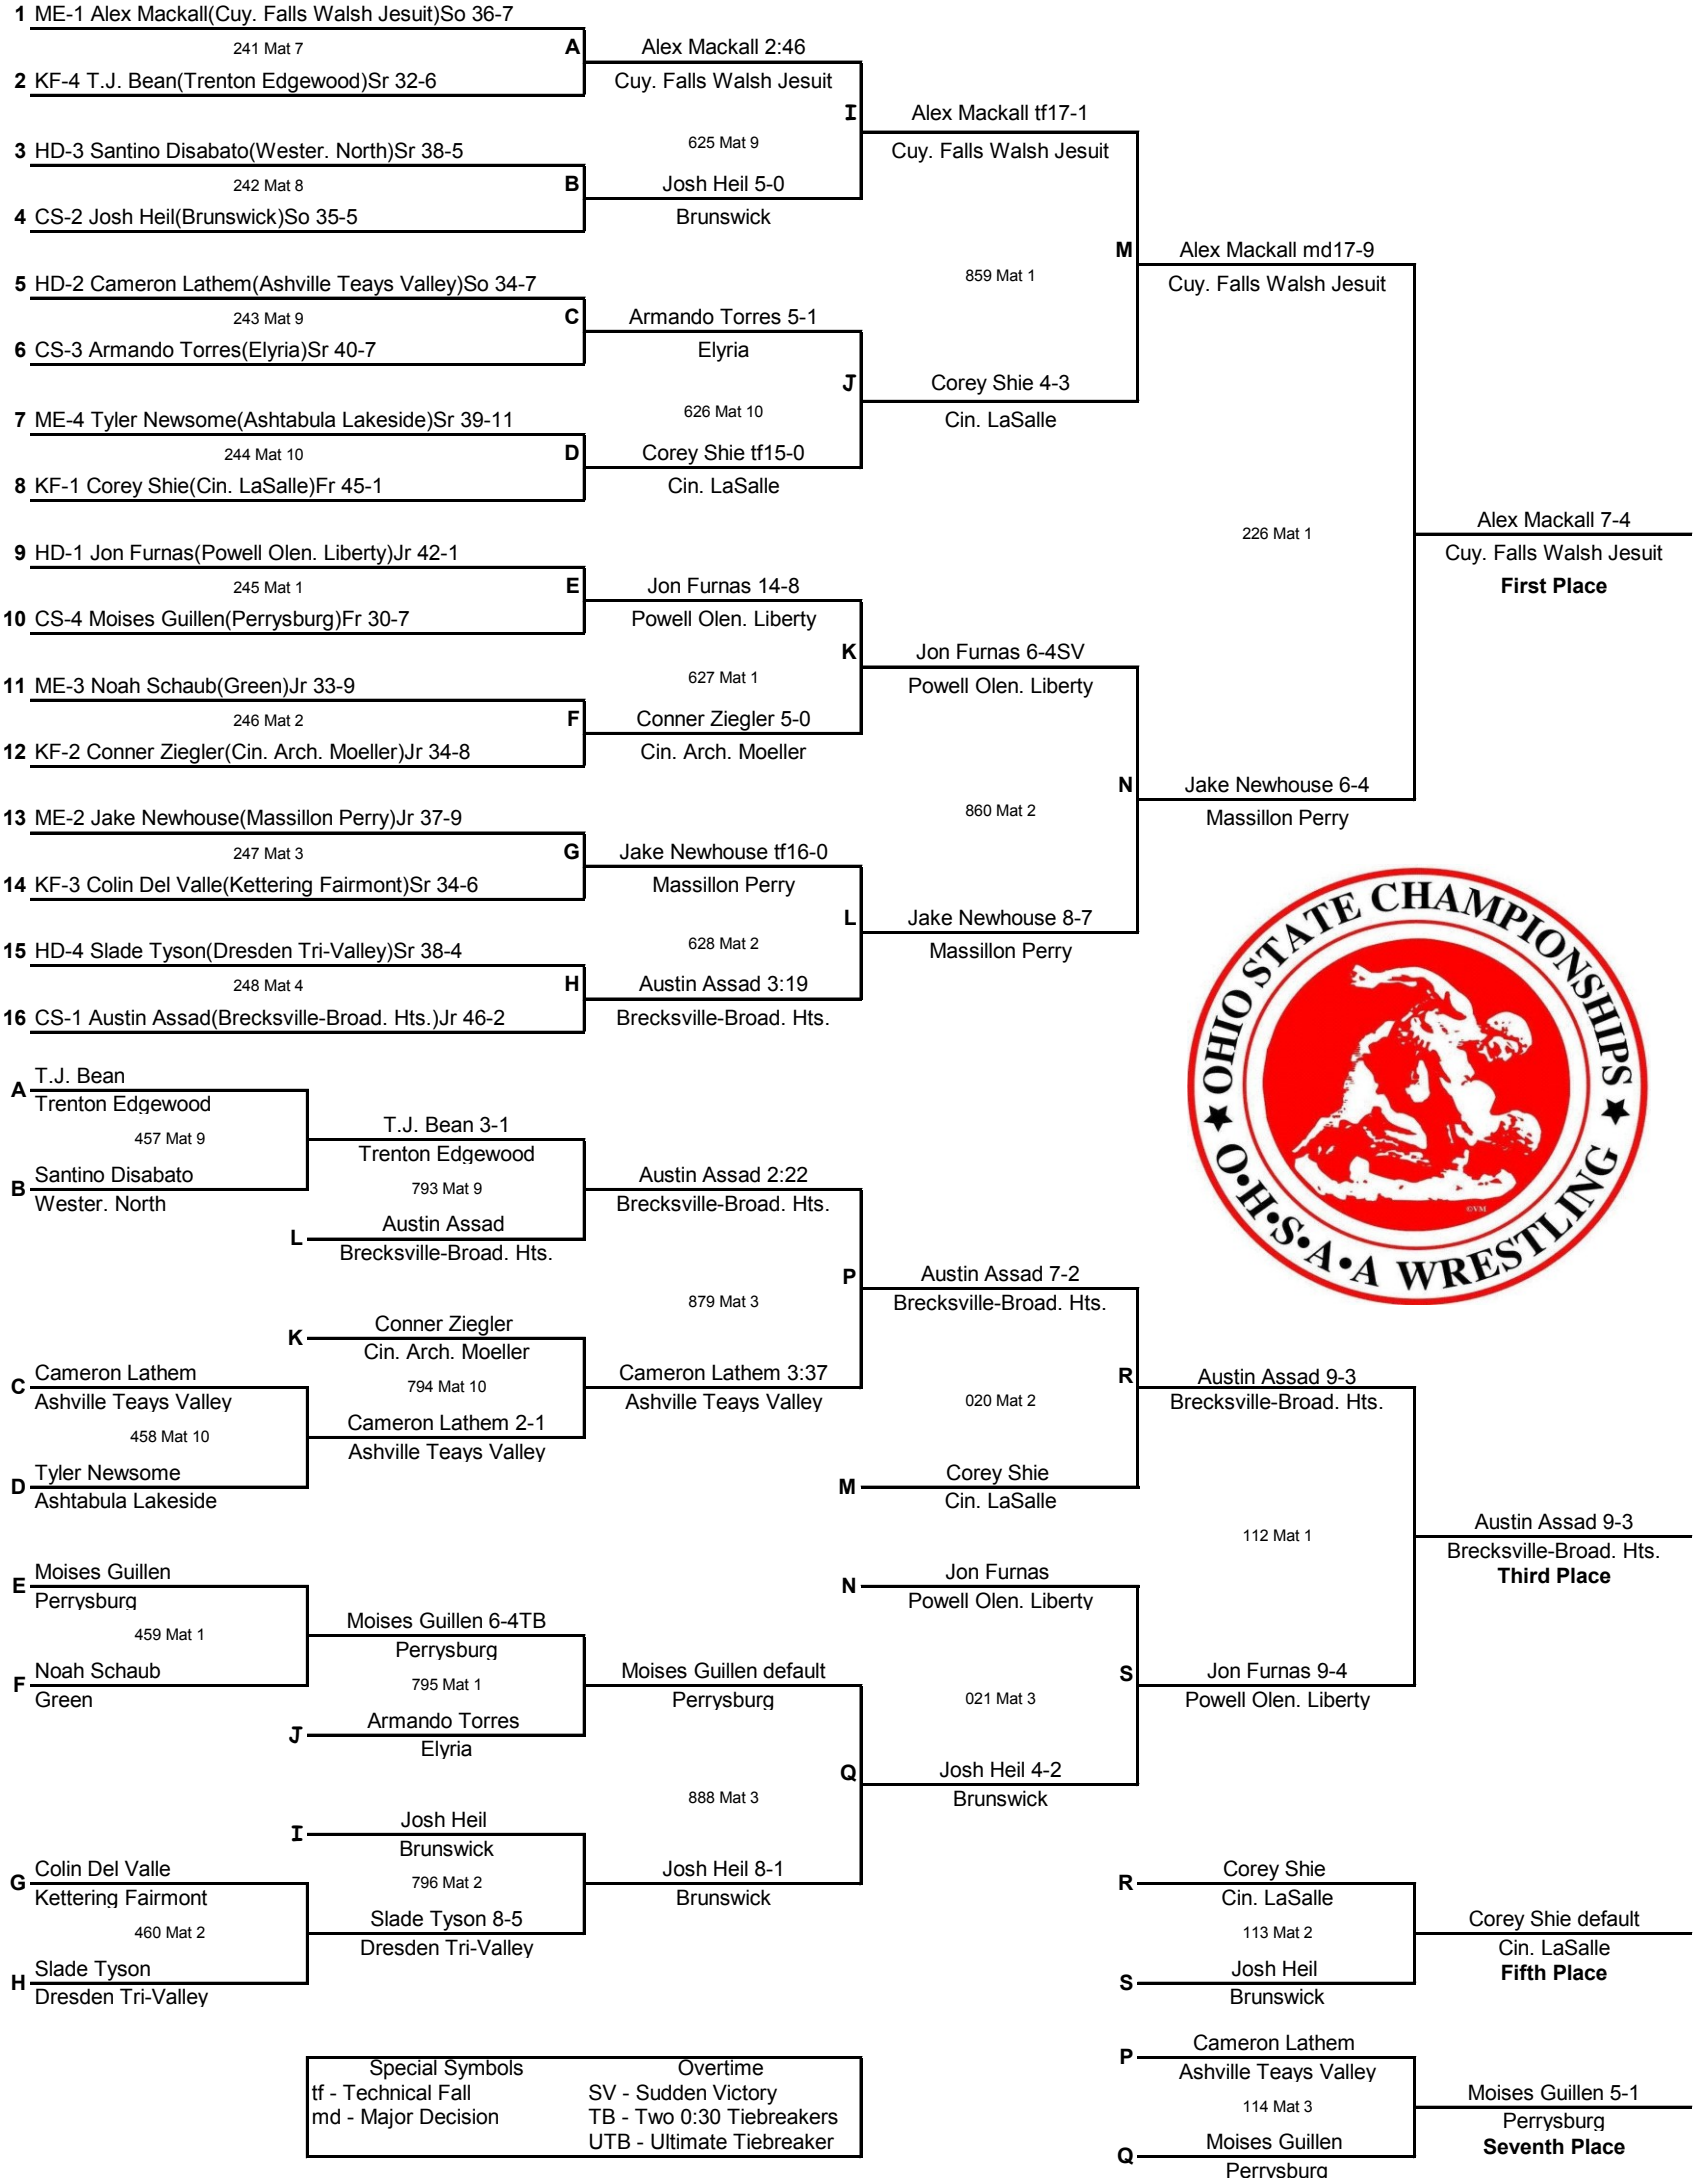 1 ME-1 Alex Mackall(Cuy. Falls Walsh Jesuit)So 36-7
241 Mat 7
A
2 KF-4 T.J. Bean(Trenton Edgewood)Sr 32-6
Alex Mackall 2:46
Cuy. Falls Walsh Jesuit
3 HD-3 Santino Disabato(Wester. North)Sr 38-5
242 Mat 8
B
4 CS-2 Josh Heil(Brunswick)So 35-5
625 Mat 9
I
Josh Heil 5-0
Brunswick
Alex Mackall tf17-1
Cuy. Falls Walsh Jesuit
5 HD-2 Cameron Lathem(Ashville Teays Valley)So 34-7
243 Mat 9
C
6 CS-3 Armando Torres(Elyria)Sr 40-7
Armando Torres 5-1
Elyria
7 ME-4 Tyler Newsome(Ashtabula Lakeside)Sr 39-11
244 Mat 10
D
8 KF-1 Corey Shie(Cin. LaSalle)Fr 45-1
626 Mat 10
J
Corey Shie tf15-0
Cin. LaSalle
Corey Shie 4-3
Cin. LaSalle
859 Mat 1
M
Alex Mackall md17-9
Cuy. Falls Walsh Jesuit
9 HD-1 Jon Furnas(Powell Olen. Liberty)Jr 42-1
245 Mat 1
E
10 CS-4 Moises Guillen(Perrysburg)Fr 30-7
Jon Furnas 14-8
Powell Olen. Liberty
11 ME-3 Noah Schaub(Green)Jr 33-9
246 Mat 2
F
12 KF-2 Conner Ziegler(Cin. Arch. Moeller)Jr 34-8
627 Mat 1
K
Conner Ziegler 5-0
Cin. Arch. Moeller
Jon Furnas 6-4SV
Powell Olen. Liberty
13 ME-2 Jake Newhouse(Massillon Perry)Jr 37-9
247 Mat 3
G
14 KF-3 Colin Del Valle(Kettering Fairmont)Sr 34-6
Jake Newhouse tf16-0
Massillon Perry
15 HD-4 Slade Tyson(Dresden Tri-Valley)Sr 38-4
248 Mat 4
H
16 CS-1 Austin Assad(Brecksville-Broad. Hts.)Jr 46-2
628 Mat 2
L
Austin Assad 3:19
Brecksville-Broad. Hts.
Jake Newhouse 8-7
Massillon Perry
860 Mat 2
N
Jake Newhouse 6-4
Massillon Perry
226 Mat 1
Alex Mackall 7-4
Cuy. Falls Walsh Jesuit
First Place
★ OHIO STATE CHAMPIONSHIPS ★
O•H•S•A•A WRESTLING
©VM
A
T.J. Bean
Trenton Edgewood
457 Mat 9
B
Santino Disabato
Wester. North
T.J. Bean 3-1
Trenton Edgewood
793 Mat 9
L
Austin Assad
Brecksville-Broad. Hts.
Austin Assad 2:22
Brecksville-Broad. Hts.
K
Conner Ziegler
Cin. Arch. Moeller
C
Cameron Lathem
Ashville Teays Valley
458 Mat 10
D
Tyler Newsome
Ashtabula Lakeside
794 Mat 10
Cameron Lathem 2-1
Ashville Teays Valley
879 Mat 3
P
Cameron Lathem 3:37
Ashville Teays Valley
Austin Assad 7-2
Brecksville-Broad. Hts.
020 Mat 2
R
M
Corey Shie
Cin. LaSalle
Austin Assad 9-3
Brecksville-Broad. Hts.
E
Moises Guillen
Perrysburg
459 Mat 1
F
Noah Schaub
Green
Moises Guillen 6-4TB
Perrysburg
795 Mat 1
J
Armando Torres
Elyria
Moises Guillen default
Perrysburg
I
Josh Heil
Brunswick
G
Colin Del Valle
Kettering Fairmont
460 Mat 2
H
Slade Tyson
Dresden Tri-Valley
796 Mat 2
Slade Tyson 8-5
Dresden Tri-Valley
888 Mat 3
Q
Josh Heil 8-1
Brunswick
N
Jon Furnas
Powell Olen. Liberty
021 Mat 3
S
Josh Heil 4-2
Brunswick
Jon Furnas 9-4
Powell Olen. Liberty
112 Mat 1
Austin Assad 9-3
Brecksville-Broad. Hts.
Third Place
R
Corey Shie
Cin. LaSalle
113 Mat 2
S
Josh Heil
Brunswick
Corey Shie default
Cin. LaSalle
Fifth Place
P
Cameron Lathem
Ashville Teays Valley
114 Mat 3
Q
Moises Guillen
Perrysburg
Moises Guillen 5-1
Perrysburg
Seventh Place
Special Symbols
tf - Technical Fall
md - Major Decision
Overtime
SV - Sudden Victory
TB - Two 0:30 Tiebreakers
UTB - Ultimate Tiebreaker